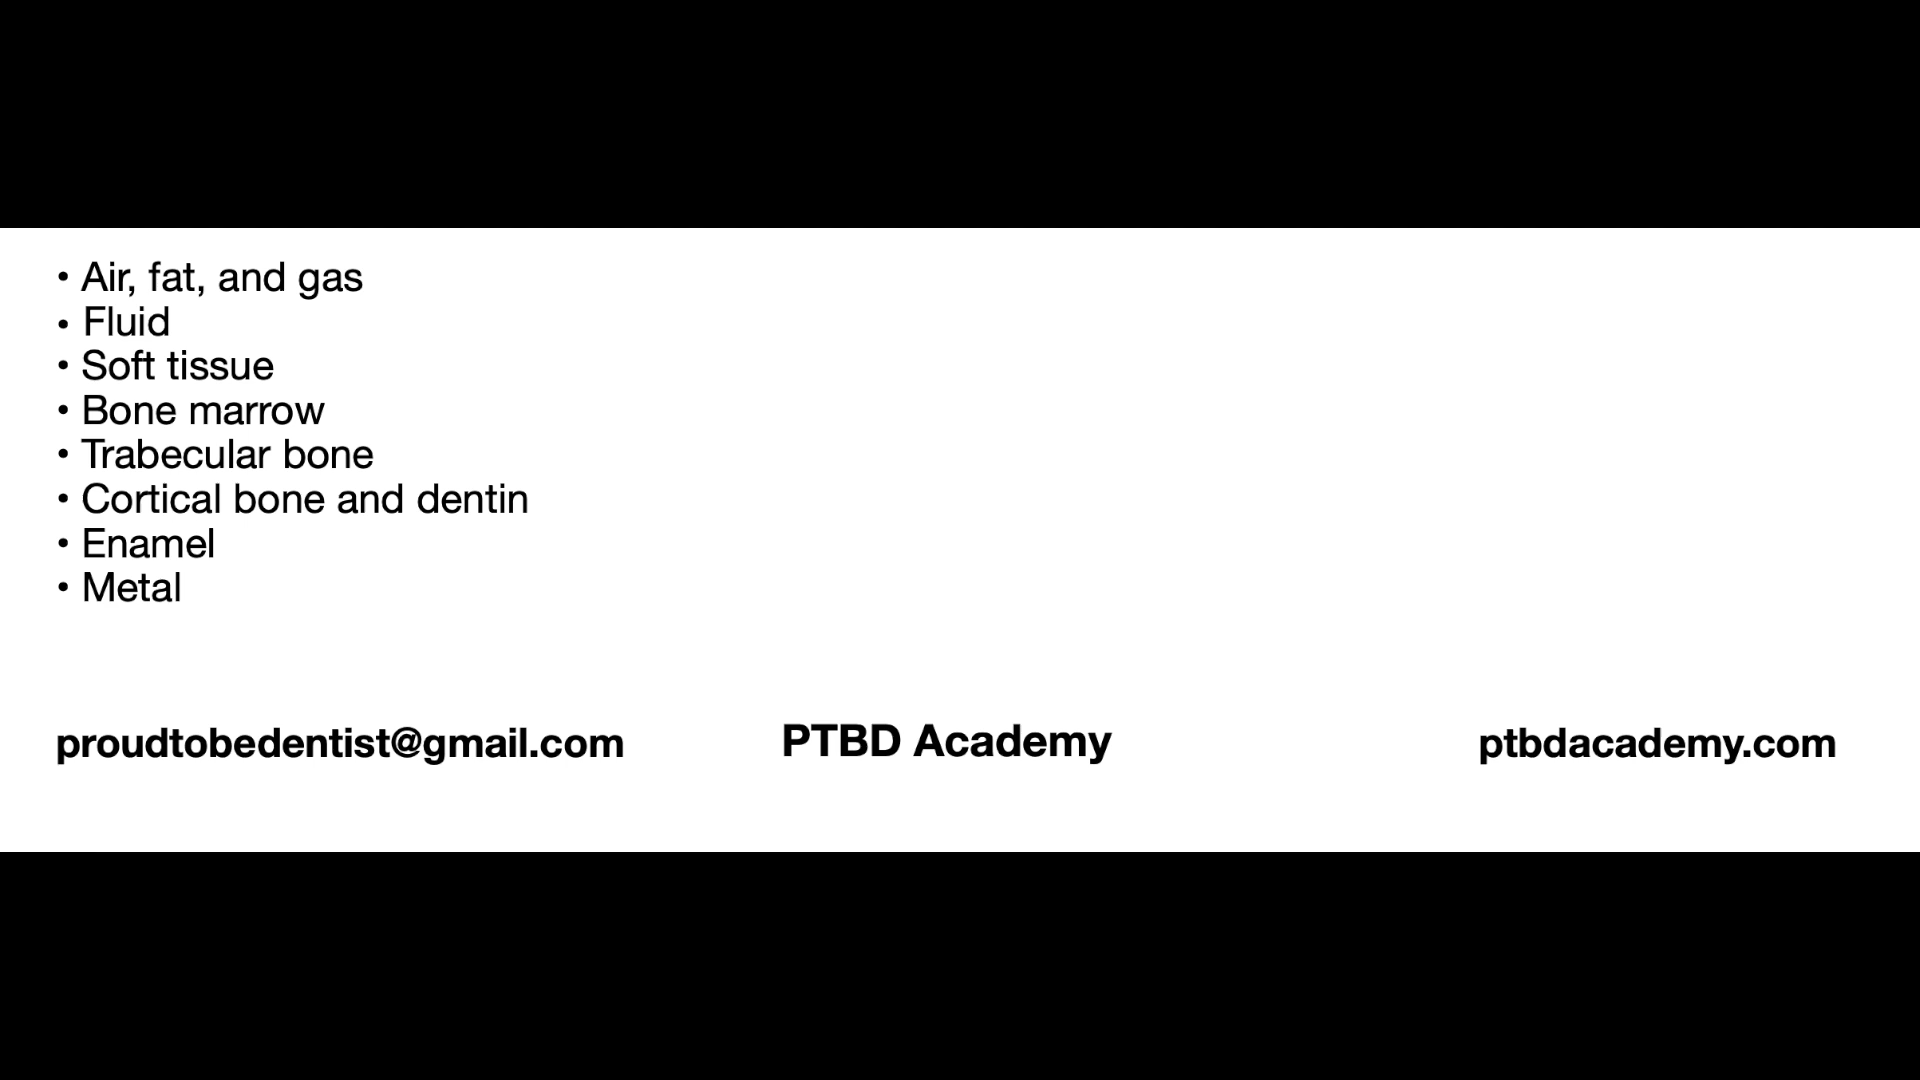 • Air, fat, and gas
• Fluid
• Soft tissue
• Bone marrow
• Trabecular bone
• Cortical bone and dentin
• Enamel
• Metal
proudtobedentist@gmail.com PTBD Academy ptbdacademy.com